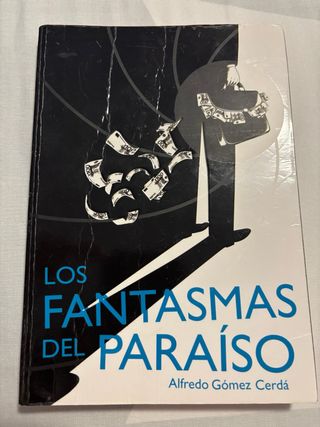 LOS
FANTASMAS
DEL PARAÍSO
Alfredo Gómez Cerdá